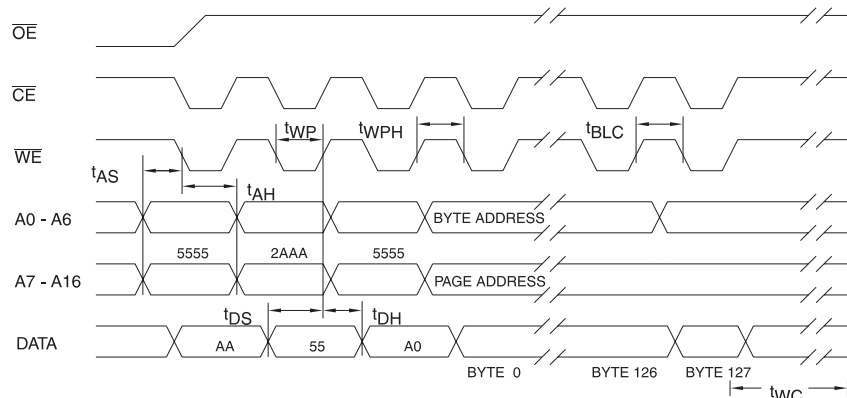 OE
CE
tWP tWPH tBLC
WE
tAS
tAH
A0 - A6 BYTE ADDRESS
5555 2AAA 5555
A7 - A16 PAGE ADDRESS
tDS tDH
DATA AA 55 A0
BYTE 0 BYTE 126 BYTE 127
tWC